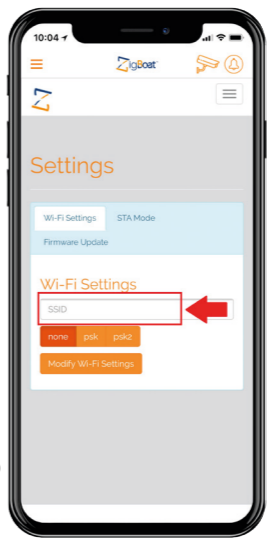 10:04
ZigBoat
Settings
Wi-Fi Settings STA Mode
Firmware Update
Wi-Fi Settings
SSID
none psk psk2
Modify Wi-Fi Settings